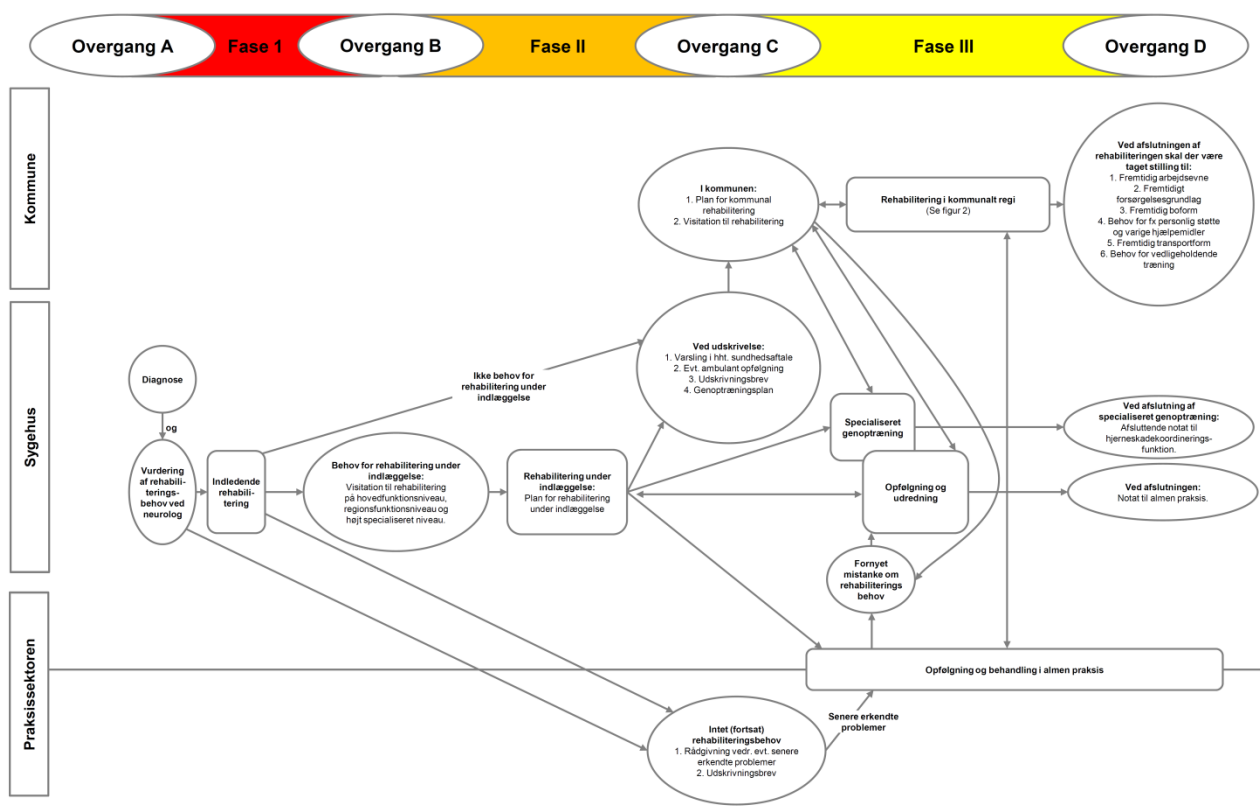 Overgang A
Fase 1
Overgang B
Fase II
Overgang C
Fase III
Overgang D
Kommune
I kommunen:
1. Plan for kommunal
rehabilitering
2. Visitation til rehabilitering
Rehabilitering i kommunalt regi
(Se figur 2)
Ved afslutningen af
rehabiliteringen skal der være
taget stilling til:
1. Fremtidig arbejdsevne
2. Fremtidigt
forsørgelsesgrundlag
3. Fremtidig boform
4. Behov for fx personlig støtte
og varige hjælpemidler
5. Fremtidig transportform
6. Behov for vedligeholdende
træning
Sygehus
Diagnose
og
Vurdering
af rehabili-
terings-
behov ved
neurolog
Indledende
rehabili-
tering
Ikke behov for
rehabilitering under
indlæggelse
Behov for rehabilitering under
indlæggelse:
Visitation til rehabilitering
på hovedfunktionsniveau,
regionsfunktionsniveau og
højt specialiseret niveau.
Rehabilitering under
indlæggelse:
Plan for rehabilitering
under indlæggelse
Ved udskrivelse:
1. Varsling i hht. sundhedsaftale
2. Evt. ambulant opfølgning
3. Udskrivningsbrev
4. Genoptræningsplan
Specialiseret
genoptræning
Opfølgning og
udredning
Fornyet
mistanke om
rehabiliterings
behov
Ved afslutning af
specialiseret genoptræning:
Afsluttende notat til
hjerneskadekoordinerings-
funktion.
Ved afslutningen:
Notat til almen praksis.
Praksissektoren
Opfølgning og behandling i almen praksis
Intet (fortsat)
rehabiliteringsbehov
1. Rådgivning vedr. evt. senere
erkendte problemer
2. Udskrivningsbrev
Senere erkendte
problemer